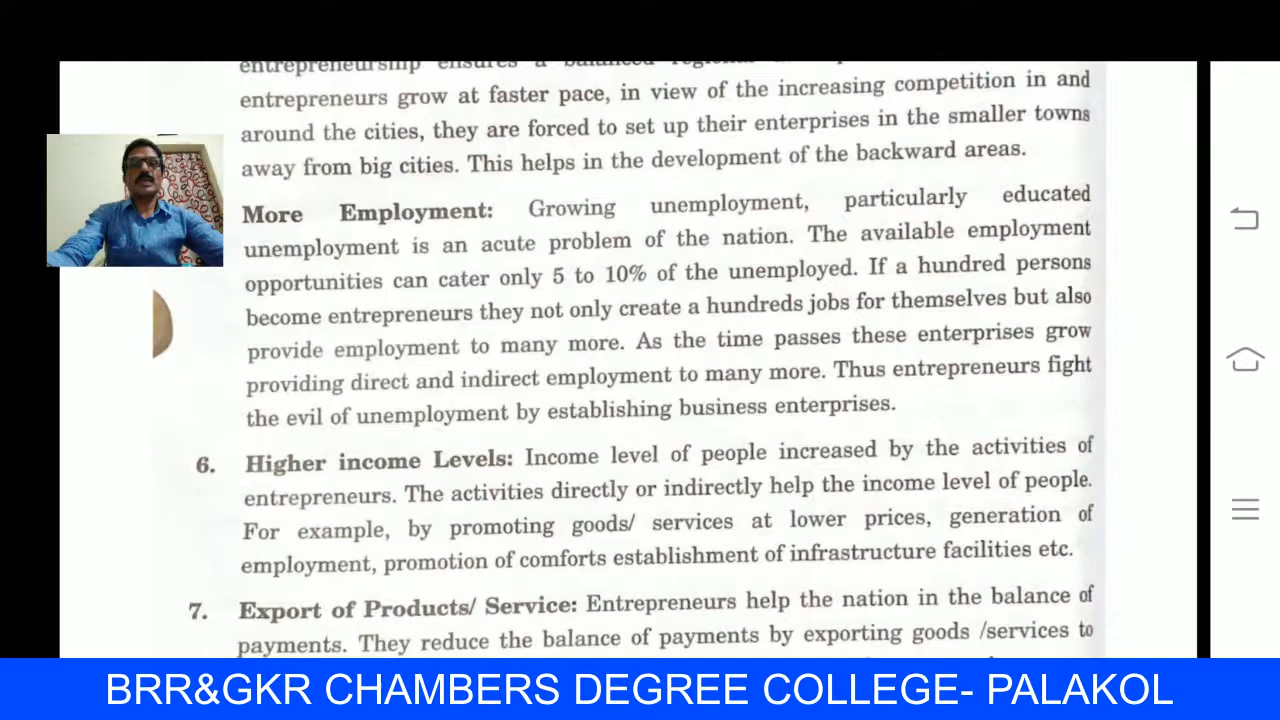 entrepreneurship ensures a balanced regional
entrepreneurs grow at faster pace, in view of the increasing competition in and
around the cities, they are forced to set up their enterprises in the smaller towns
away from big cities. This helps in the development of the backward areas.
More Employment: Growing unemployment, particularly educated
unemployment is an acute problem of the nation. The available employment
opportunities can cater only 5 to 10% of the unemployed. If a hundred persons
become entrepreneurs they not only create a hundreds jobs for themselves but also
provide employment to many more. As the time passes these enterprises grow
providing direct and indirect employment to many more. Thus entrepreneurs fight
the evil of unemployment by establishing business enterprises.
6. Higher income Levels: Income level of people increased by the activities of
entrepreneurs. The activities directly or indirectly help the income level of people.
For example, by promoting goods/ services at lower prices, generation of
employment, promotion of comforts establishment of infrastructure facilities etc.
7. Export of Products/ Service: Entrepreneurs help the nation in the balance of
payments. They reduce the balance of payments by exporting goods /services to
BRR&GKR CHAMBERS DEGREE COLLEGE- PALAKOL